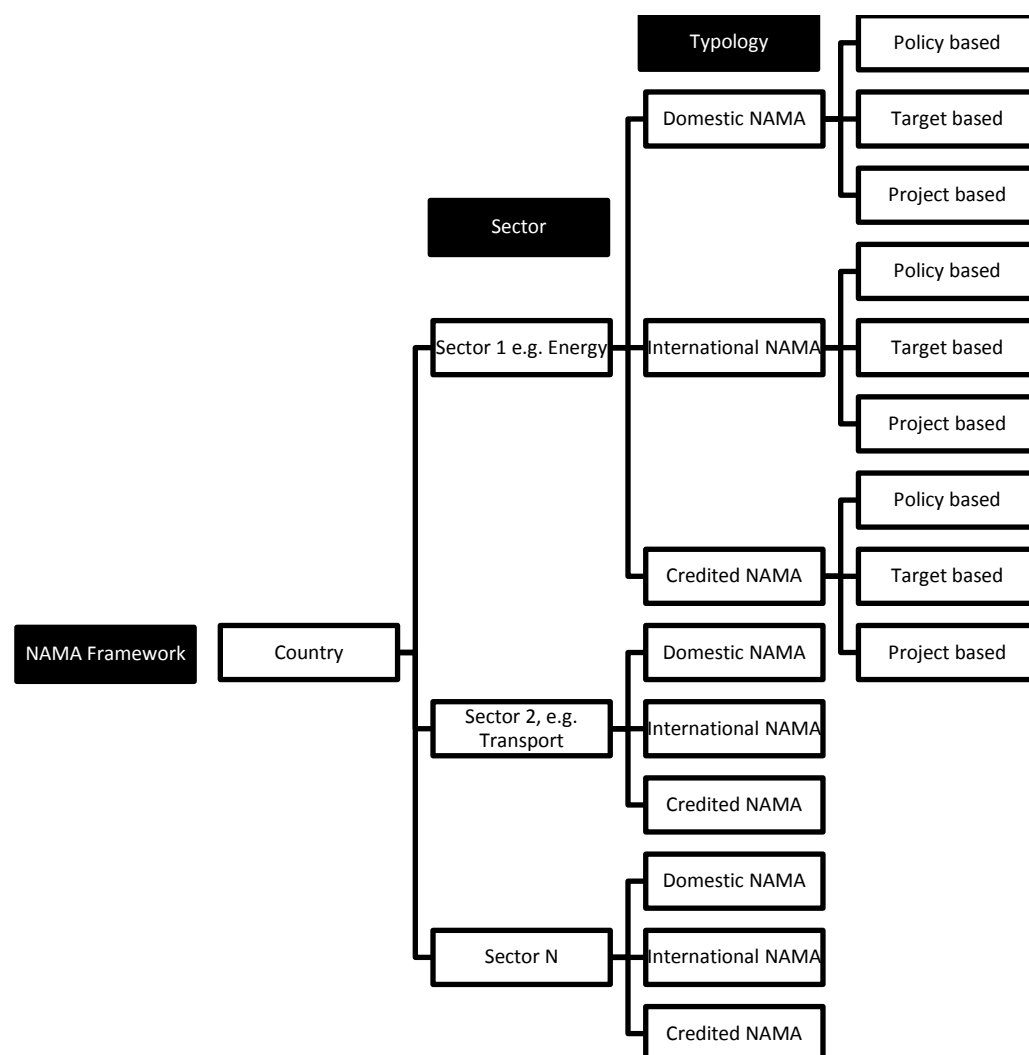 Typology
Policy based
Domestic NAMA
Target based
Project based
Sector
Policy based
Sector 1 e.g. Energy
International NAMA
Target based
Project based
Policy based
Credited NAMA
Target based
NAMA Framework
Country
Domestic NAMA
Project based
Sector 2, e.g.
Transport
International NAMA
Credited NAMA
Domestic NAMA
Sector N
International NAMA
Credited NAMA